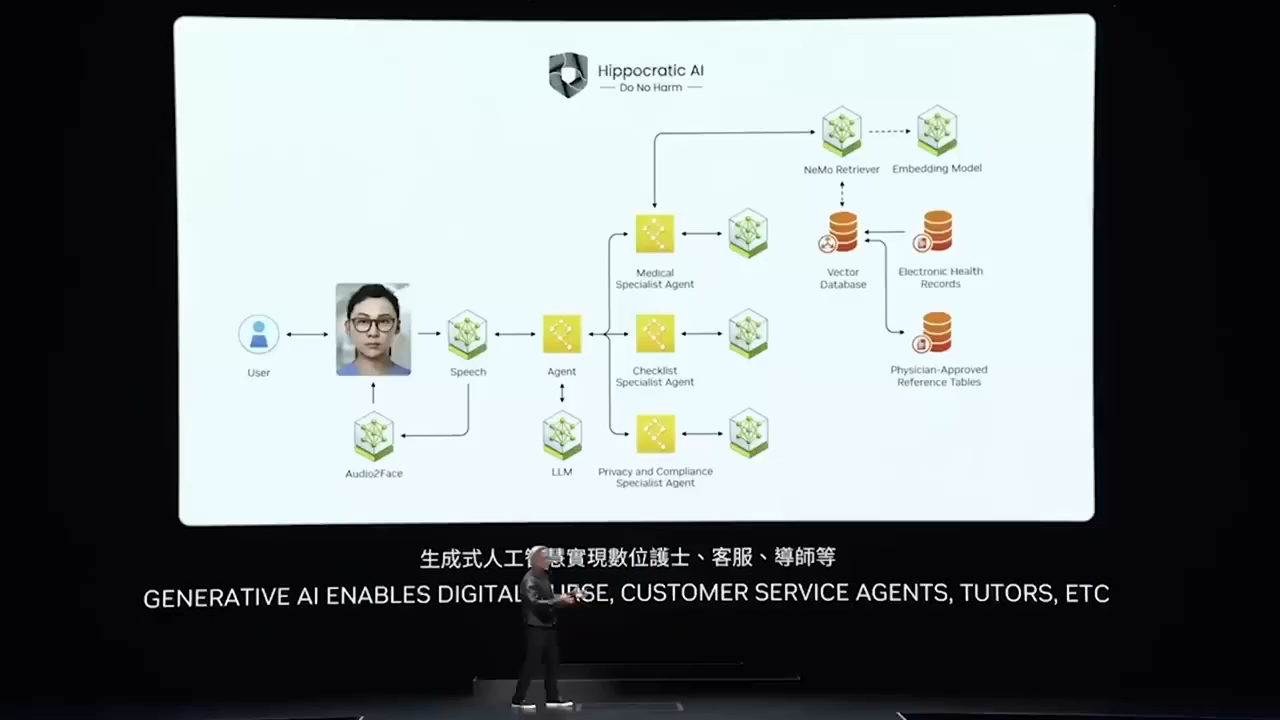 Hippocratic AI
Do No Harm
NeMo Retriever
Embedding Model
Medical
Specialist Agent
Vector
Database
Electronic Health
Records
User
Speech
Agent
Checklist
Specialist Agent
Physician-Approved
Reference Tables
Audio2Face
LLM
Privacy and Compliance
Specialist Agent
生成式人工智慧實現數位護士、客服、導師等
GENERATIVE AI ENABLES DIGITAL NURSE, CUSTOMER SERVICE AGENTS, TUTORS, ETC